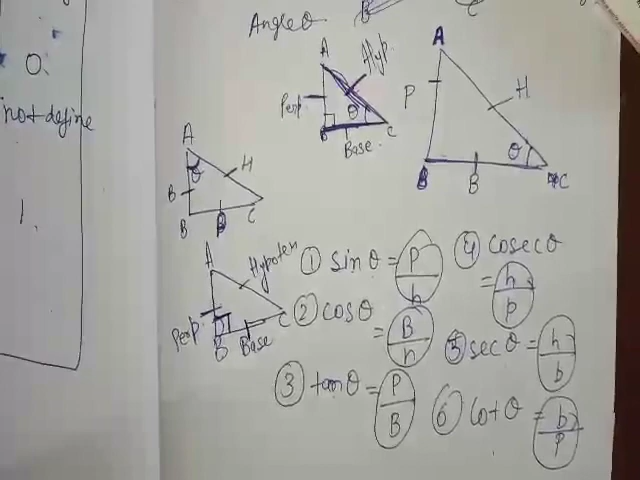 B C
Angle θ
0.
not define
1.
A
Hyp.
Perp.
θ
B C
Base.
A
P
H
θ
B B C
A
θ
H
B
B P C
A
Hypoten
Perp.
B Base C
① sin θ = P/h
② cos θ = B/h
③ tan θ = P/B
④ cosec θ = h/p
⑤ sec θ = h/b
⑥ cot θ = b/p